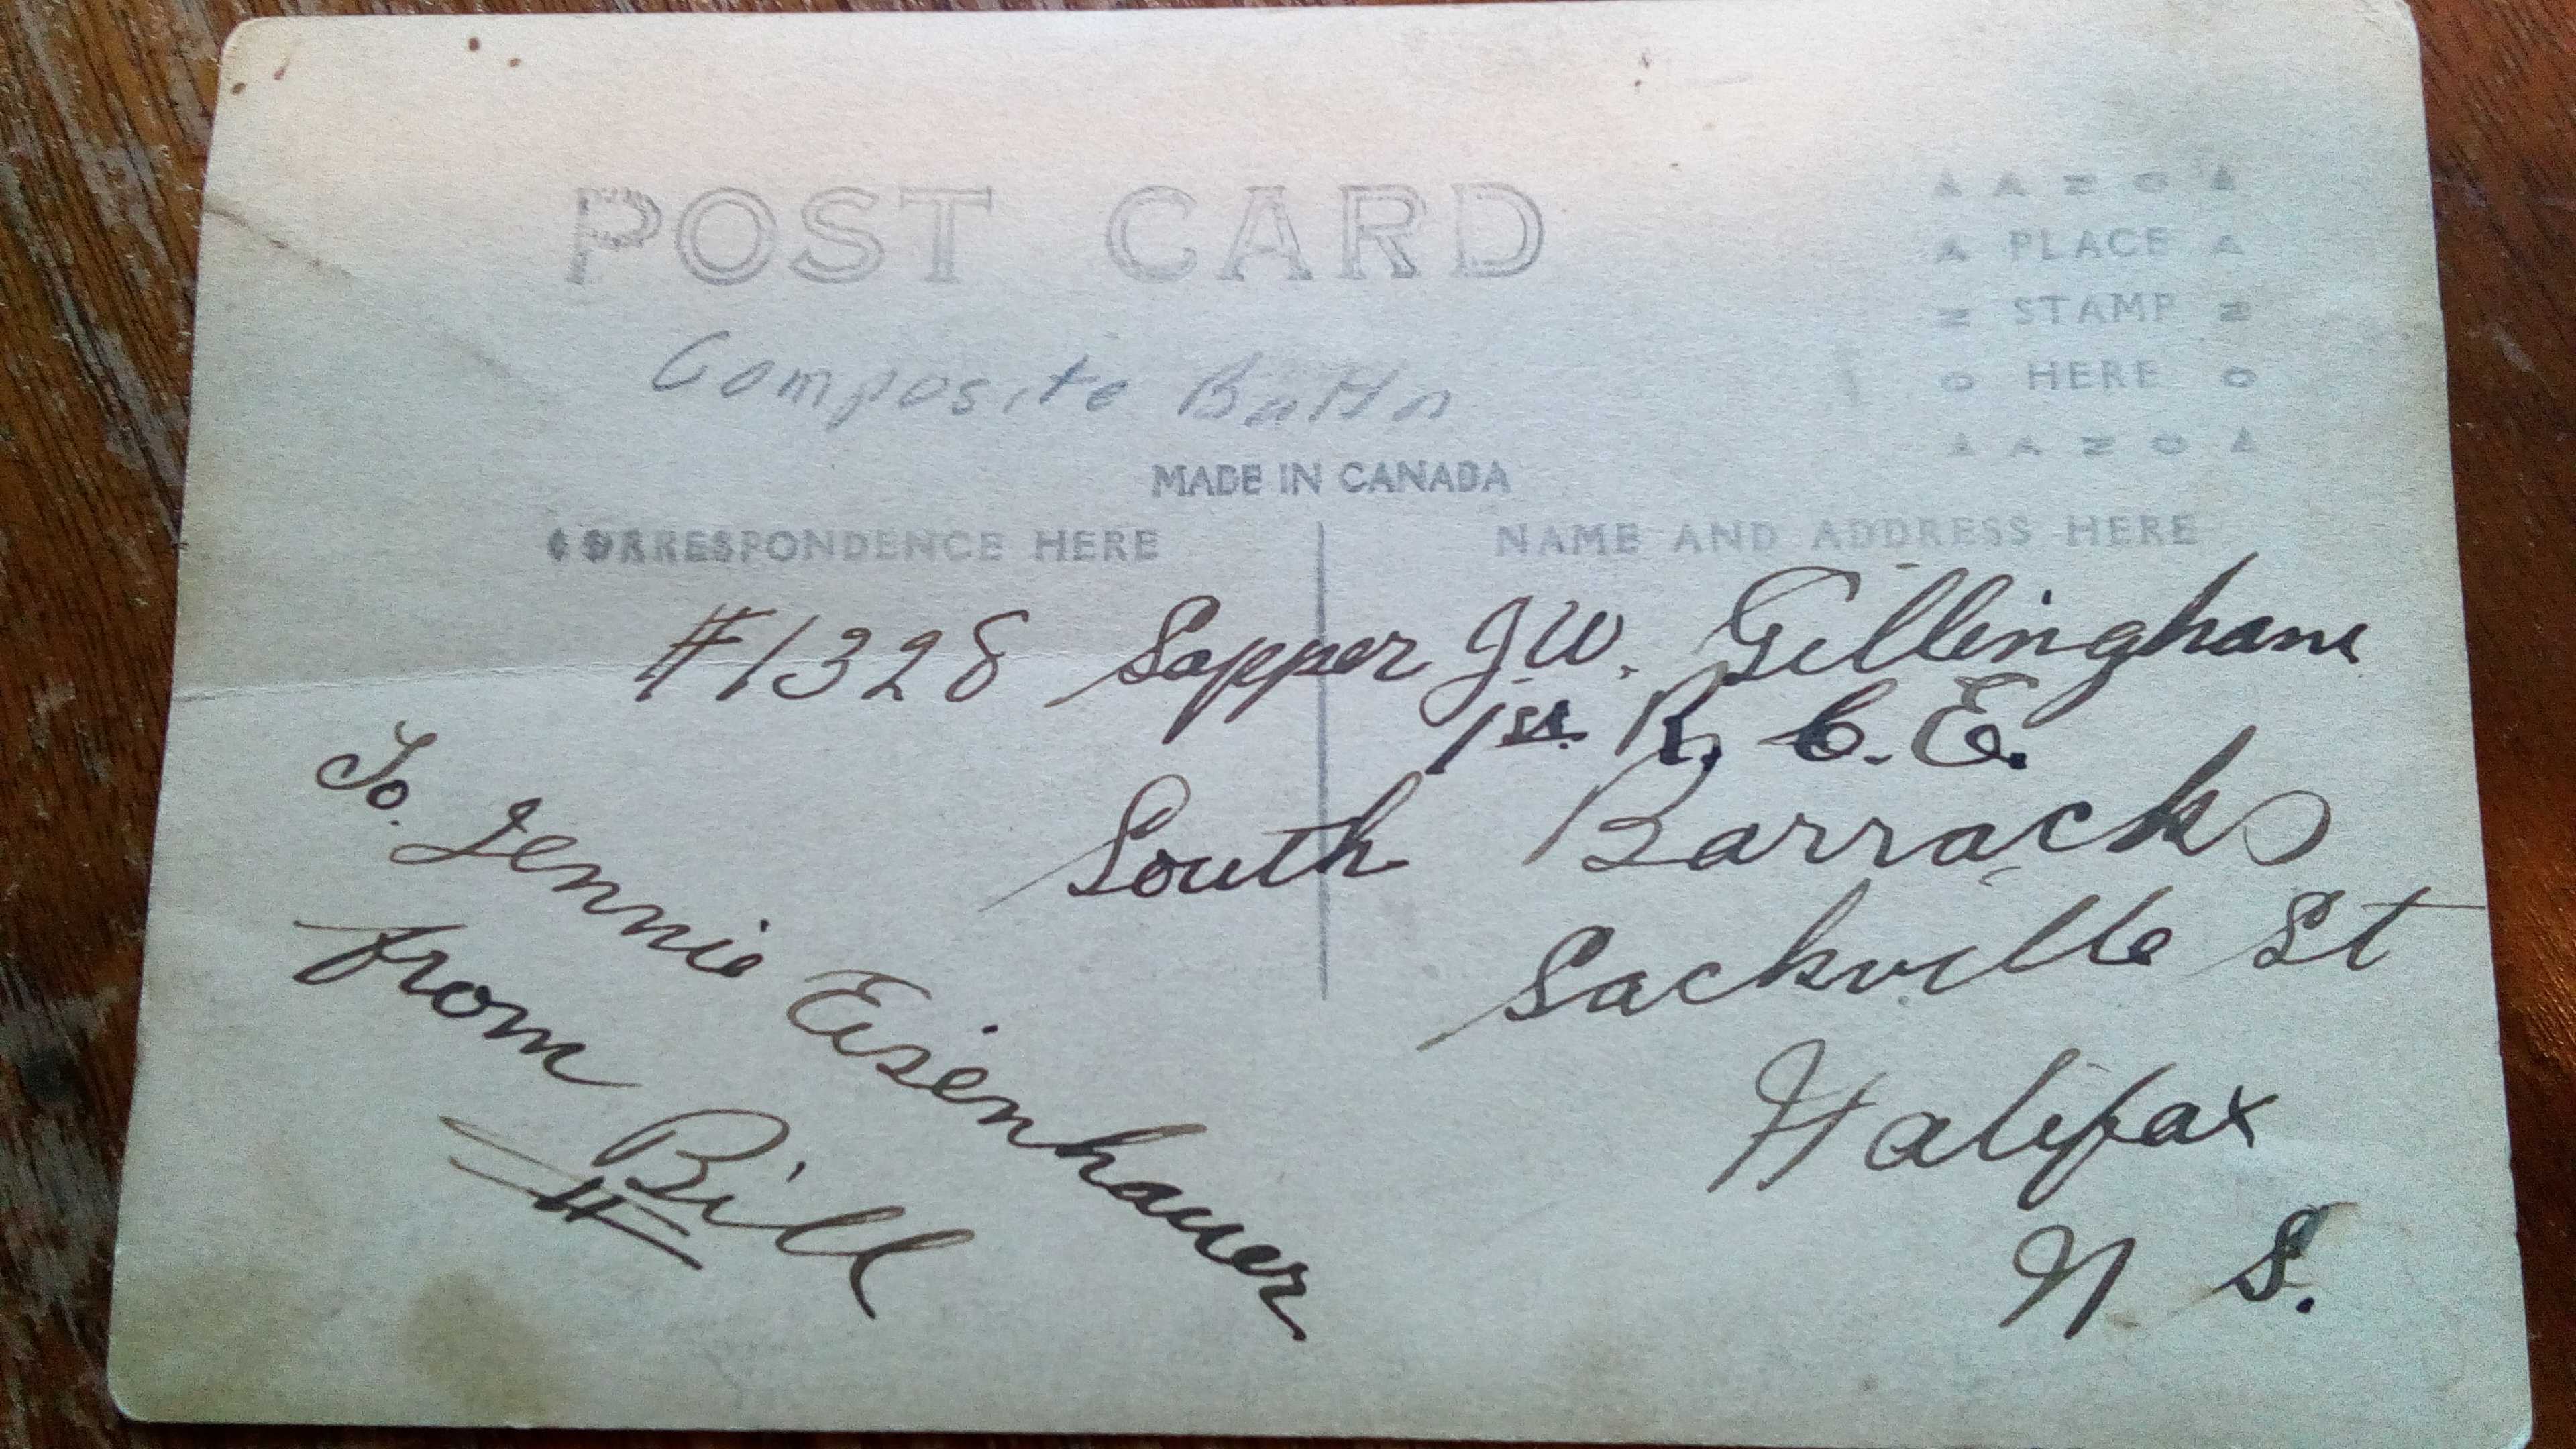 POST CARD
Composite Battn
MADE IN CANADA
CORRESPONDENCE HERE
NAME AND ADDRESS HERE
A A N O A
A PLACE A
N STAMP N
O HERE O
A A N O A
#1328 Sapper J W. Gillingham
1st. R. C. E.
South Barracks
Sackville St
Halifax
N S.
To. Jennie Eisenhauer
from
Bill